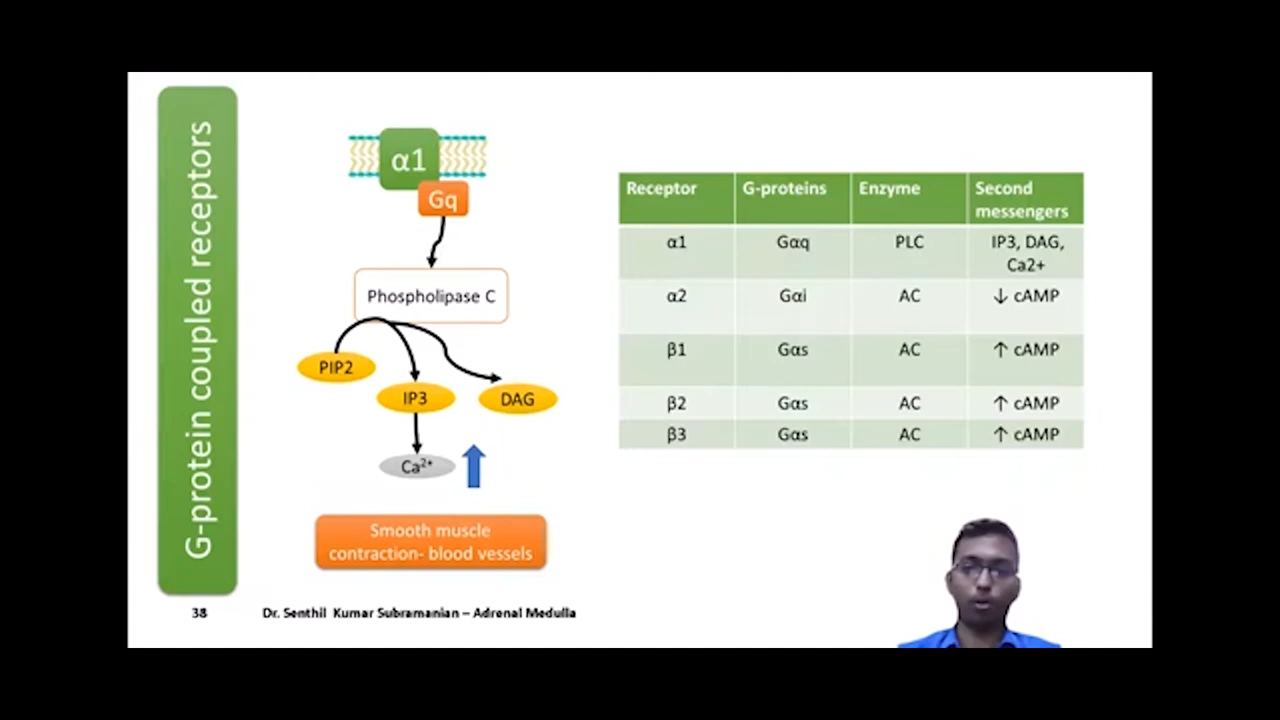 G-protein coupled receptors
α1
Gq
Phospholipase C
PIP2
IP3
DAG
Ca2+
Smooth muscle
contraction- blood vessels
Receptor G-proteins Enzyme Second
messengers
α1 Gαq PLC IP3, DAG,
Ca2+
α2 Gαi AC ↓ cAMP
β1 Gαs AC ↑ cAMP
β2 Gαs AC ↑ cAMP
β3 Gαs AC ↑ cAMP
38 Dr. Senthil Kumar Subramanian – Adrenal Medulla